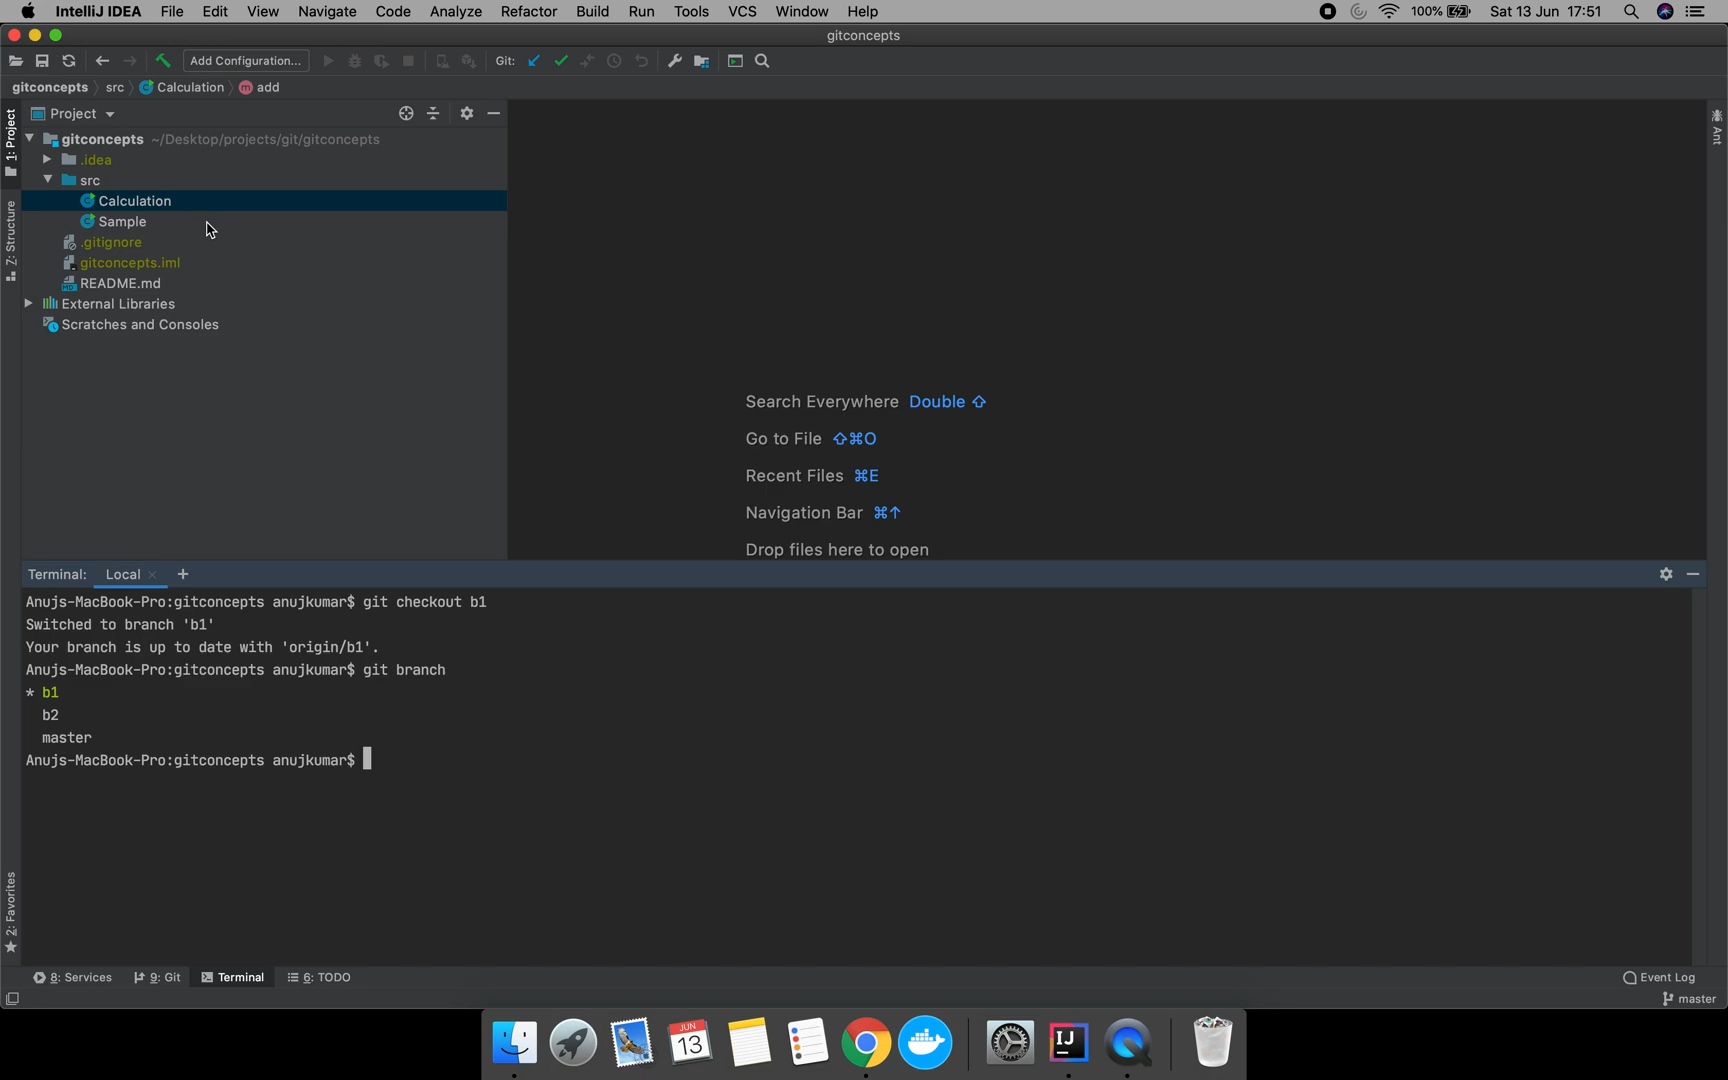 IntelliJ IDEA File Edit View Navigate Code Analyze Refactor Build Run Tools VCS Window Help 100% Sat 13 Jun 17:51
gitconcepts
Add Configuration... Git:
gitconcepts src Calculation m add
Project
gitconcepts ~/Desktop/projects/git/gitconcepts
.idea
src
Calculation
Sample
.gitignore
gitconcepts.iml
README.md
External Libraries
Scratches and Consoles
1: Project
Z: Structure
2: Favorites
Ant
Search Everywhere Double ⇧
Go to File ⇧⌘O
Recent Files ⌘E
Navigation Bar ⌘↑
Drop files here to open
Terminal: Local × +
Anujs-MacBook-Pro:gitconcepts anujkumar$ git checkout b1
Switched to branch 'b1'
Your branch is up to date with 'origin/b1'.
Anujs-MacBook-Pro:gitconcepts anujkumar$ git branch
* b1
b2
master
Anujs-MacBook-Pro:gitconcepts anujkumar$
8: Services 9: Git Terminal 6: TODO Event Log
master
JUN
13
IJ